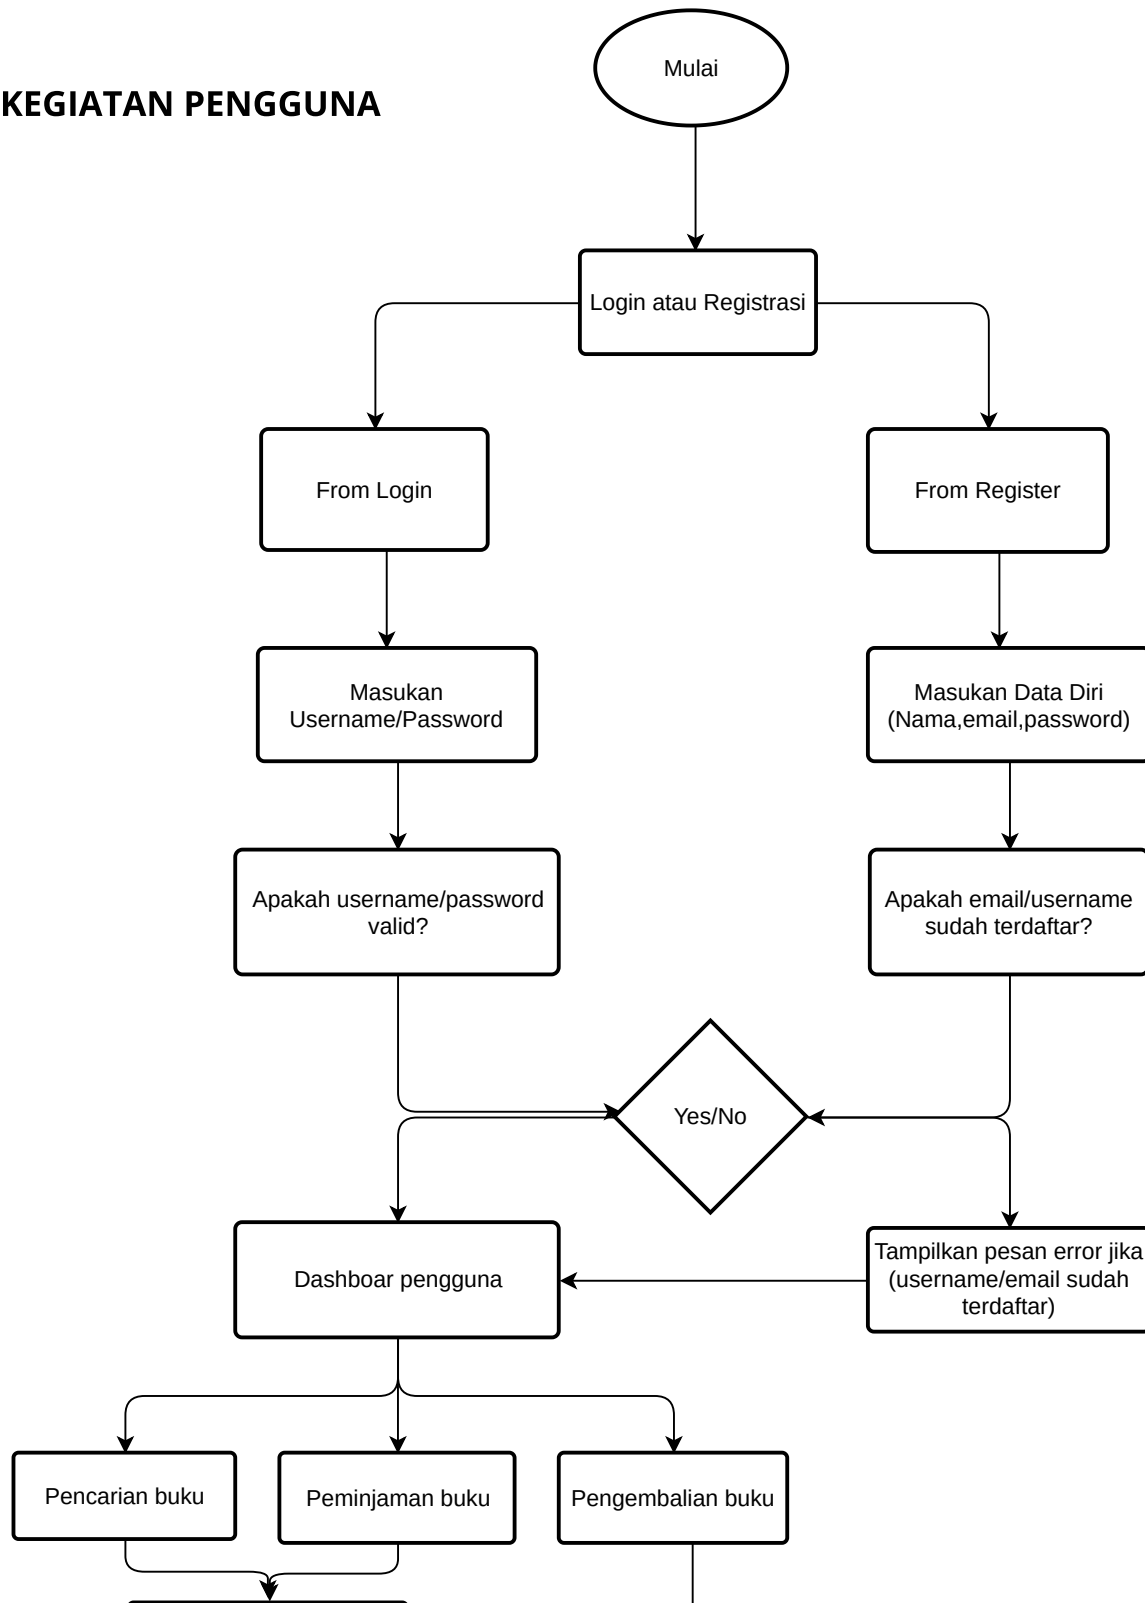 Mulai
KEGIATAN PENGGUNA
Login atau Registrasi
From Login
From Register
Masukan
Username/Password
Masukan Data Diri
(Nama,email,password)
Apakah username/password
valid?
Apakah email/username
sudah terdaftar?
Yes/No
Dashboar pengguna
Tampilkan pesan error jika
(username/email sudah
terdaftar)
Pencarian buku
Peminjaman buku
Pengembalian buku